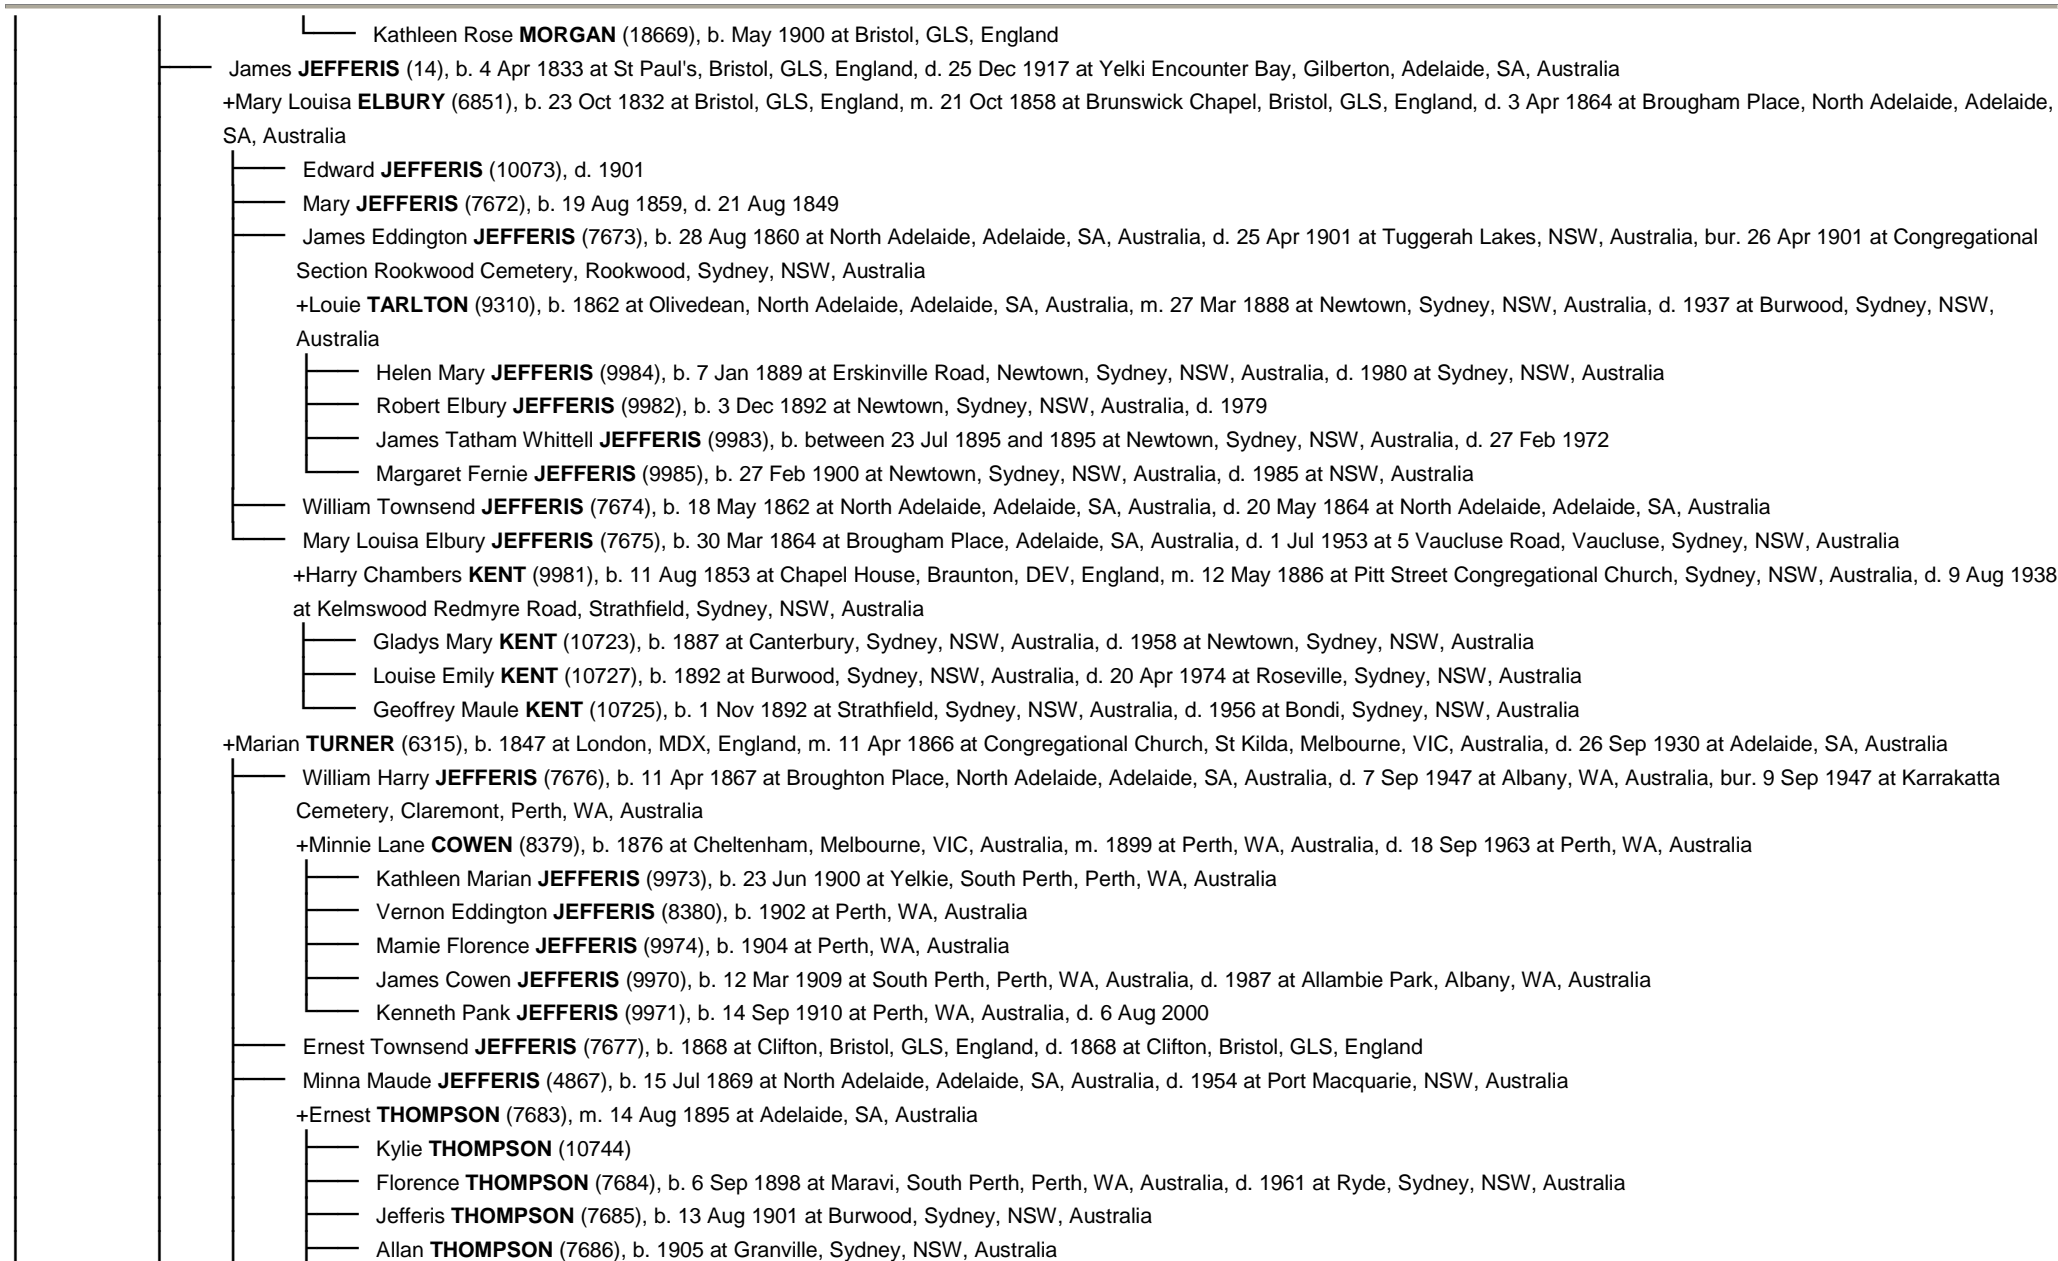 Kathleen Rose MORGAN (18669), b. May 1900 at Bristol, GLS, England
James JEFFERIS (14), b. 4 Apr 1833 at St Paul's, Bristol, GLS, England, d. 25 Dec 1917 at Yelki Encounter Bay, Gilberton, Adelaide, SA, Australia
+Mary Louisa ELBURY (6851), b. 23 Oct 1832 at Bristol, GLS, England, m. 21 Oct 1858 at Brunswick Chapel, Bristol, GLS, England, d. 3 Apr 1864 at Brougham Place, North Adelaide, Adelaide,
SA, Australia
Edward JEFFERIS (10073), d. 1901
Mary JEFFERIS (7672), b. 19 Aug 1859, d. 21 Aug 1849
James Eddington JEFFERIS (7673), b. 28 Aug 1860 at North Adelaide, Adelaide, SA, Australia, d. 25 Apr 1901 at Tuggerah Lakes, NSW, Australia, bur. 26 Apr 1901 at Congregational
Section Rookwood Cemetery, Rookwood, Sydney, NSW, Australia
+Louie TARLTON (9310), b. 1862 at Olivedean, North Adelaide, Adelaide, SA, Australia, m. 27 Mar 1888 at Newtown, Sydney, NSW, Australia, d. 1937 at Burwood, Sydney, NSW,
Australia
Helen Mary JEFFERIS (9984), b. 7 Jan 1889 at Erskinville Road, Newtown, Sydney, NSW, Australia, d. 1980 at Sydney, NSW, Australia
Robert Elbury JEFFERIS (9982), b. 3 Dec 1892 at Newtown, Sydney, NSW, Australia, d. 1979
James Tatham Whittell JEFFERIS (9983), b. between 23 Jul 1895 and 1895 at Newtown, Sydney, NSW, Australia, d. 27 Feb 1972
Margaret Fernie JEFFERIS (9985), b. 27 Feb 1900 at Newtown, Sydney, NSW, Australia, d. 1985 at NSW, Australia
William Townsend JEFFERIS (7674), b. 18 May 1862 at North Adelaide, Adelaide, SA, Australia, d. 20 May 1864 at North Adelaide, Adelaide, SA, Australia
Mary Louisa Elbury JEFFERIS (7675), b. 30 Mar 1864 at Brougham Place, Adelaide, SA, Australia, d. 1 Jul 1953 at 5 Vaucluse Road, Vaucluse, Sydney, NSW, Australia
+Harry Chambers KENT (9981), b. 11 Aug 1853 at Chapel House, Braunton, DEV, England, m. 12 May 1886 at Pitt Street Congregational Church, Sydney, NSW, Australia, d. 9 Aug 1938
at Kelmswood Redmyre Road, Strathfield, Sydney, NSW, Australia
Gladys Mary KENT (10723), b. 1887 at Canterbury, Sydney, NSW, Australia, d. 1958 at Newtown, Sydney, NSW, Australia
Louise Emily KENT (10727), b. 1892 at Burwood, Sydney, NSW, Australia, d. 20 Apr 1974 at Roseville, Sydney, NSW, Australia
Geoffrey Maule KENT (10725), b. 1 Nov 1892 at Strathfield, Sydney, NSW, Australia, d. 1956 at Bondi, Sydney, NSW, Australia
+Marian TURNER (6315), b. 1847 at London, MDX, England, m. 11 Apr 1866 at Congregational Church, St Kilda, Melbourne, VIC, Australia, d. 26 Sep 1930 at Adelaide, SA, Australia
William Harry JEFFERIS (7676), b. 11 Apr 1867 at Broughton Place, North Adelaide, Adelaide, SA, Australia, d. 7 Sep 1947 at Albany, WA, Australia, bur. 9 Sep 1947 at Karrakatta
Cemetery, Claremont, Perth, WA, Australia
+Minnie Lane COWEN (8379), b. 1876 at Cheltenham, Melbourne, VIC, Australia, m. 1899 at Perth, WA, Australia, d. 18 Sep 1963 at Perth, WA, Australia
Kathleen Marian JEFFERIS (9973), b. 23 Jun 1900 at Yelkie, South Perth, Perth, WA, Australia
Vernon Eddington JEFFERIS (8380), b. 1902 at Perth, WA, Australia
Mamie Florence JEFFERIS (9974), b. 1904 at Perth, WA, Australia
James Cowen JEFFERIS (9970), b. 12 Mar 1909 at South Perth, Perth, WA, Australia, d. 1987 at Allambie Park, Albany, WA, Australia
Kenneth Pank JEFFERIS (9971), b. 14 Sep 1910 at Perth, WA, Australia, d. 6 Aug 2000
Ernest Townsend JEFFERIS (7677), b. 1868 at Clifton, Bristol, GLS, England, d. 1868 at Clifton, Bristol, GLS, England
Minna Maude JEFFERIS (4867), b. 15 Jul 1869 at North Adelaide, Adelaide, SA, Australia, d. 1954 at Port Macquarie, NSW, Australia
+Ernest THOMPSON (7683), m. 14 Aug 1895 at Adelaide, SA, Australia
Kylie THOMPSON (10744)
Florence THOMPSON (7684), b. 6 Sep 1898 at Maravi, South Perth, Perth, WA, Australia, d. 1961 at Ryde, Sydney, NSW, Australia
Jefferis THOMPSON (7685), b. 13 Aug 1901 at Burwood, Sydney, NSW, Australia
Allan THOMPSON (7686), b. 1905 at Granville, Sydney, NSW, Australia